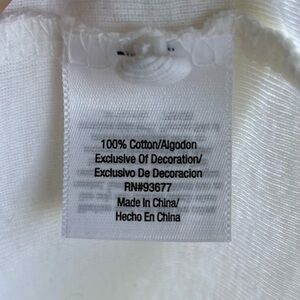 100% Cotton/Algodon
Exclusive Of Decoration/
Exclusivo De Decoracion
RN#93677
Made In China/
Hecho En China